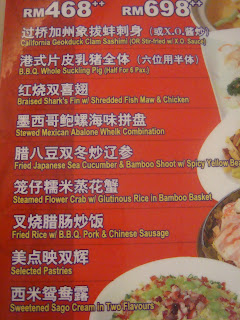 RM468++ RM698++
过桥加州象拔蚌刺身 (或X.O.酱炒)
California Geokduck Clam Sashimi (OR Stir-fried w/ X.O. Sauce)
港式片皮乳猪全体 (六位用半体)
B.B.Q. Whole Suckling Pig (Half For 6 Pax.)
红烧双喜翅
Braised Shark's Fin w/ Shredded Fish Maw & Chicken
墨西哥鲍螺海味拼盘
Stewed Mexican Abalone Whelk Combination
腊八豆双冬炒辽参
Fried Japanese Sea Cucumber & Bamboo Shoot w/ Spicy Yellow Bea
笼仔糯米蒸花蟹
Steamed Flower Crab w/ Glutinous Rice in Bamboo Basket
叉烧腊肠炒饭
Fried Rice w/ B.B.Q. Pork & Chinese Sausage
美点映双辉
Selected Pastries
西米鸳鸯露
Sweetened Sago Cream in Two Flavours